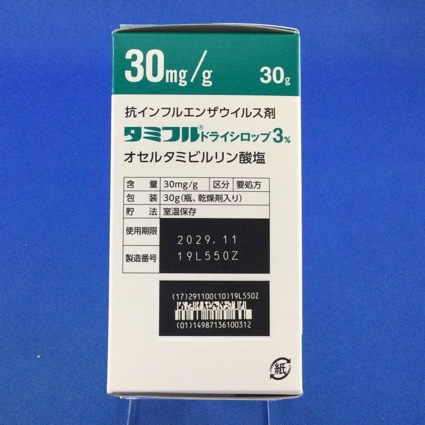 30mg/g 30g
抗インフルエンザウイルス剤
タミフル®ドライシロップ3%
オセルタミビルリン酸塩
含 量 30mg/g 区分 要処方
包 装 30g(瓶、乾燥剤入り)
貯 法 室温保存
使用期限 2029.11
製造番号 19L550Z
(17)291100(10)19L550Z
(01)14987136100312
紙